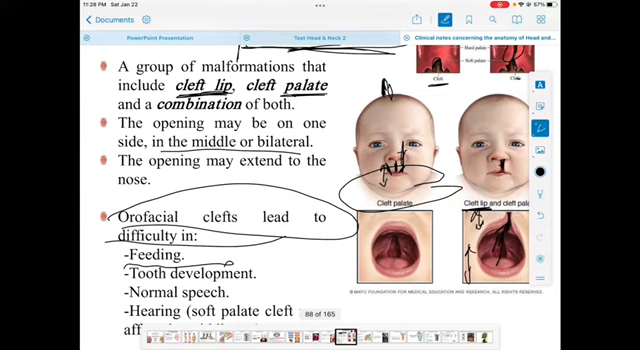 11:28 PM Sat Jan 22
57%
Documents
PowerPoint Presentation
Text Head & Neck 2
Clinical notes concerning the anatomy of Head and
A group of malformations that
include cleft lip, cleft palate
and a combination of both.
The opening may be on one
side, in the middle or bilateral.
The opening may extend to the
nose.
Orofacial clefts lead to
difficulty in:
-Feeding.
-Tooth development.
-Normal speech.
-Hearing (soft palate cleft
Hard palate
Soft palate
Cleft
Cleft
Cleft palate
Cleft lip and cleft pala
© MAYO FOUNDATION FOR MEDICAL EDUCATION AND RESEARCH. ALL RIGHTS RESERV
88 of 165